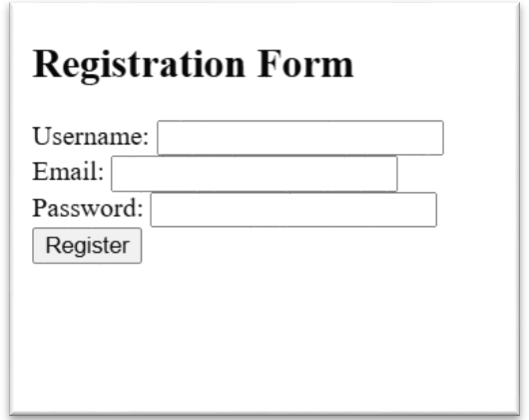 Registration Form
Username:
Email:
Password:
Register